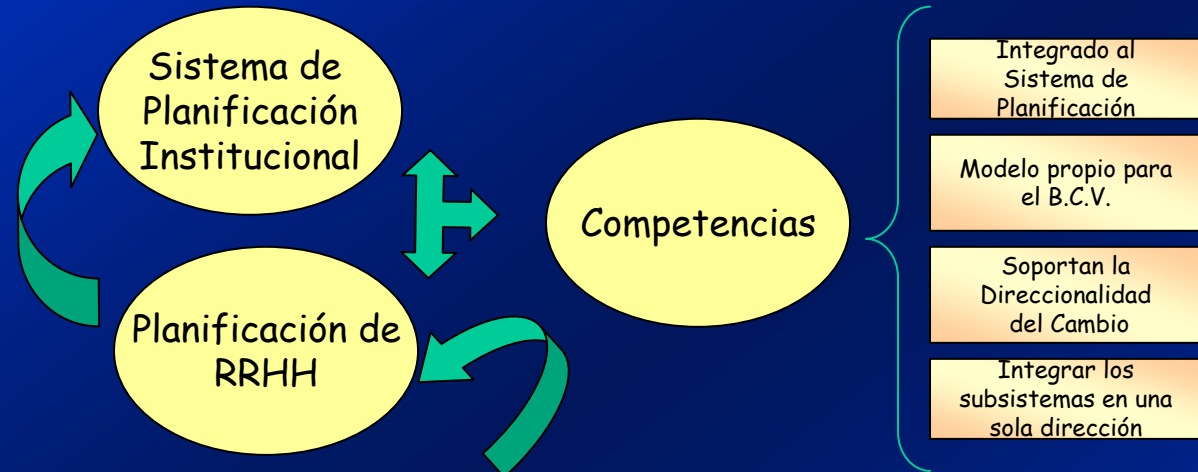 Sistema de
Planificación
Institucional
Planificación de
RRHH
Competencias
Integrado al
Sistema de
Planificación
Modelo propio para
el B.C.V.
Soportan la
Direccionalidad
del Cambio
Integrar los
subsistemas en una
sola dirección